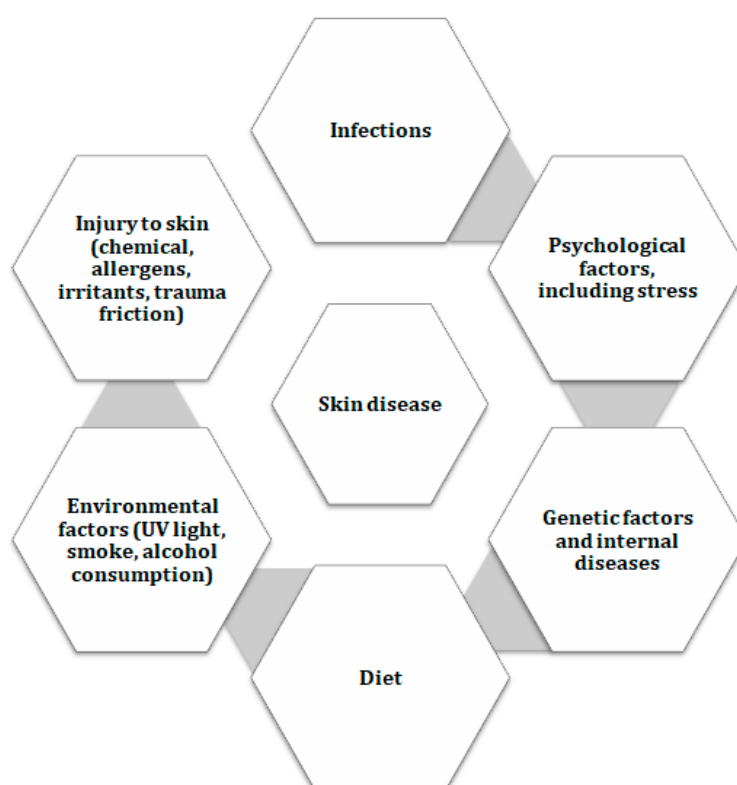 Infections
Injury to skin
(chemical,
allergens,
irritants, trauma
friction)
Psychological
factors,
including stress
Skin disease
Environmental
factors (UV light,
smoke, alcohol
consumption)
Genetic factors
and internal
diseases
Diet